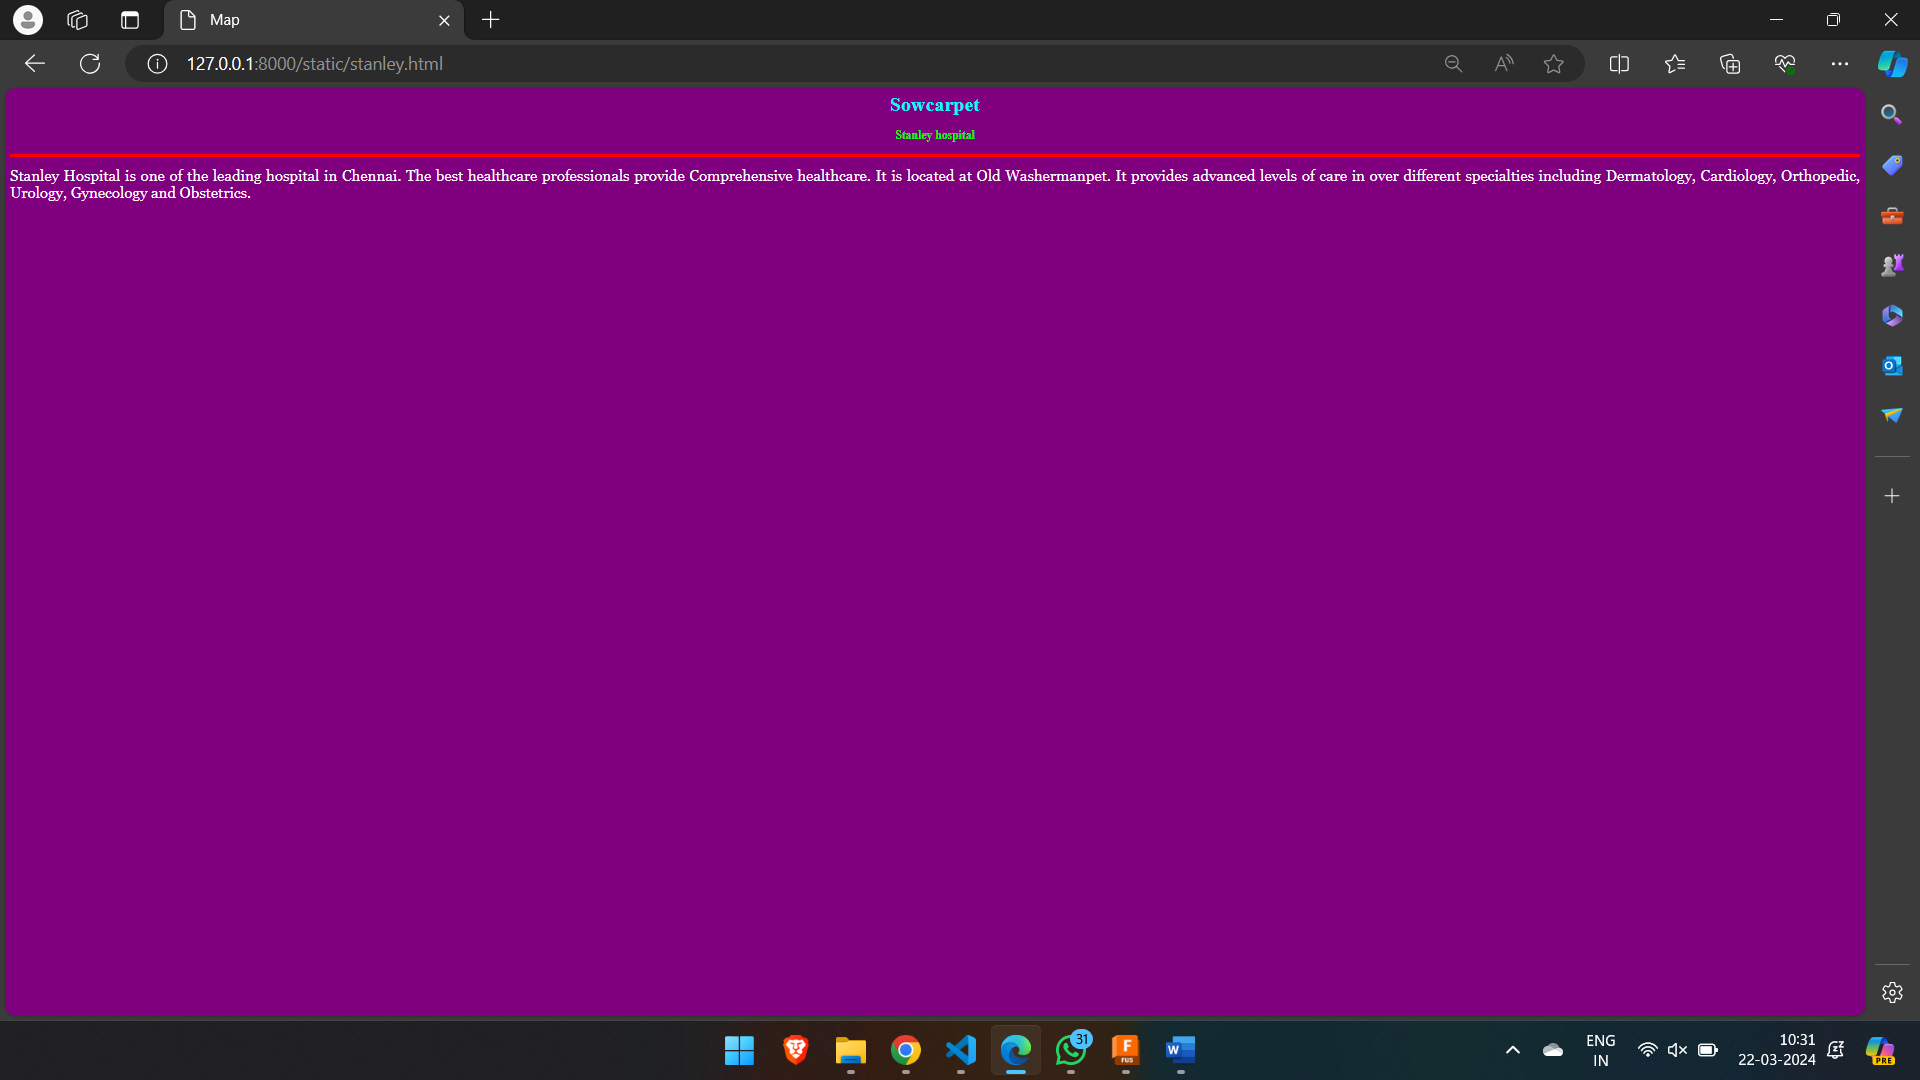 Map
127.0.0.1:8000/static/stanley.html
Sowcarpet
Stanley hospital
Stanley Hospital is one of the leading hospital in Chennai. The best healthcare professionals provide Comprehensive healthcare. It is located at Old Washermanpet. It provides advanced levels of care in over different specialties including Dermatology, Cardiology, Orthopedic,
Urology, Gynecology and Obstetrics.
31
F
FUS
W
ENG
IN
10:31
22-03-2024
PRE